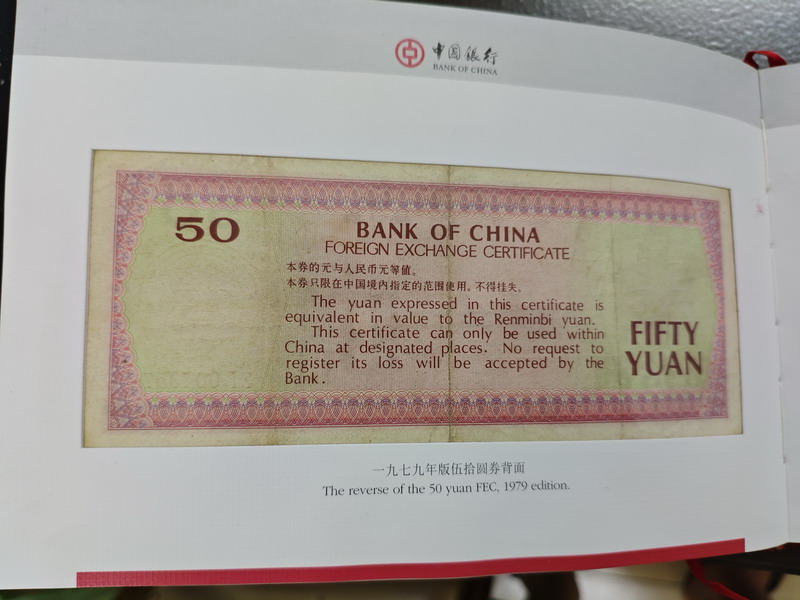 中国银行
BANK OF CHINA
50
BANK OF CHINA
FOREIGN EXCHANGE CERTIFICATE
本券的元与人民币元等值。
本券只限在中国境内指定的范围使用。不得挂失。
The yuan expressed in this certificate is
equivalent in value to the Renminbi yuan.
This certificate can only be used within
China at designated places. No request to
register its loss will be accepted by the
Bank.
FIFTY
YUAN
一九七九年版伍拾圆券背面
The reverse of the 50 yuan FEC, 1979 edition.